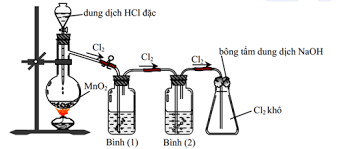 dung dịch HCl đặc
Cl₂
Cl₂
Cl₂
bông tẩm dung dịch NaOH
MnO₂
Cl₂ khô
Bình (1)
Bình (2)